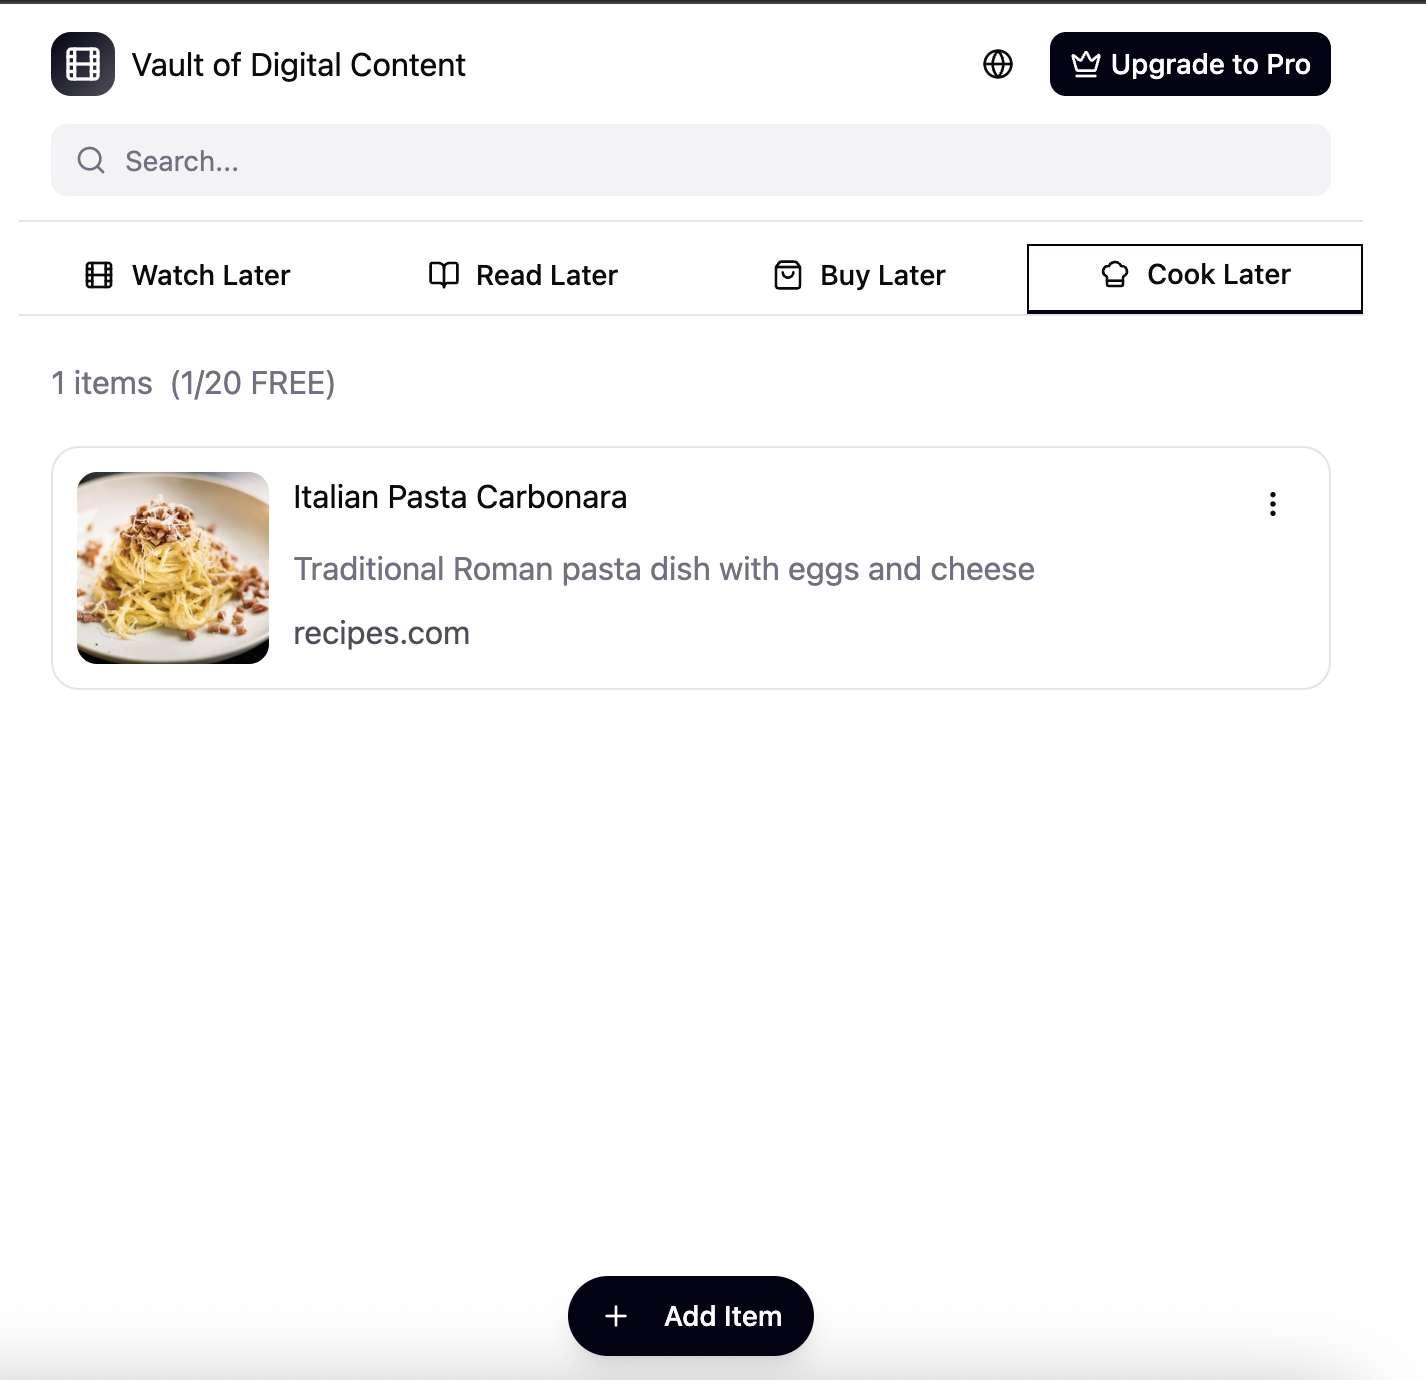 Vault of Digital Content
Upgrade to Pro
Search...
Watch Later
Read Later
Buy Later
Cook Later
1 items (1/20 FREE)
Italian Pasta Carbonara
Traditional Roman pasta dish with eggs and cheese
recipes.com
Add Item